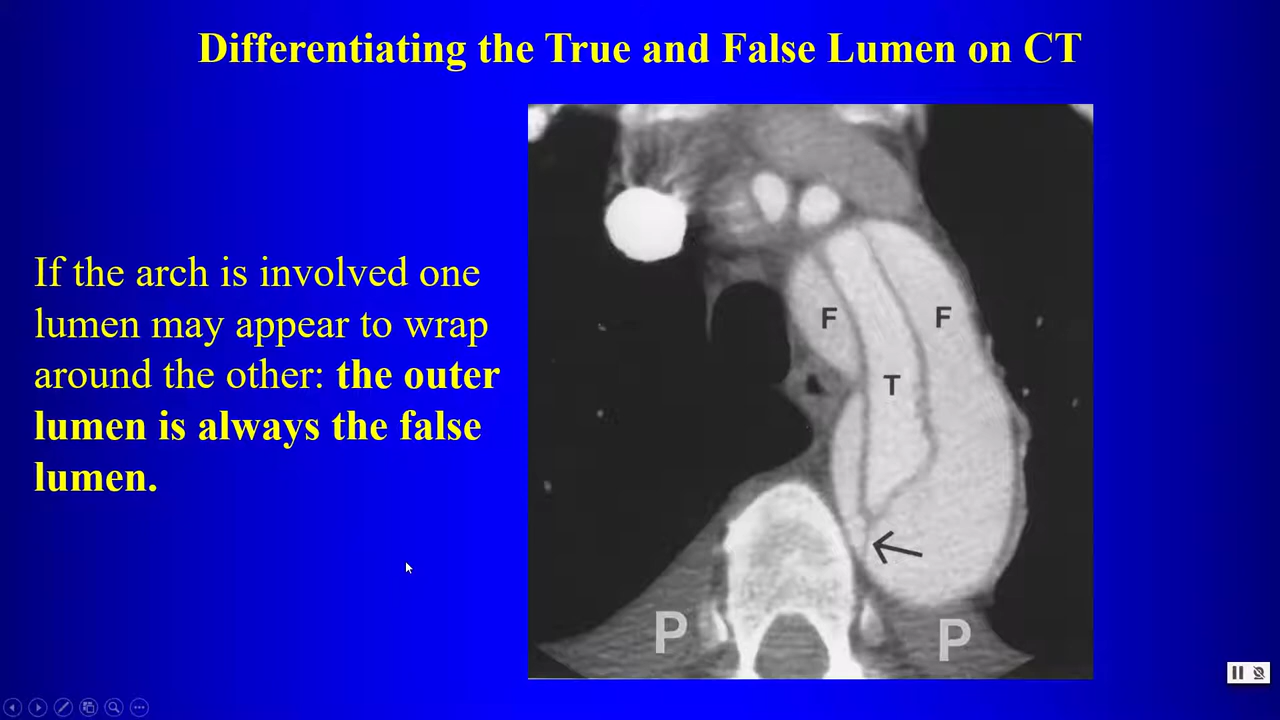 Differentiating the True and False Lumen on CT
If the arch is involved one
lumen may appear to wrap
around the other: the outer
lumen is always the false
lumen.
F
F
T
P
P